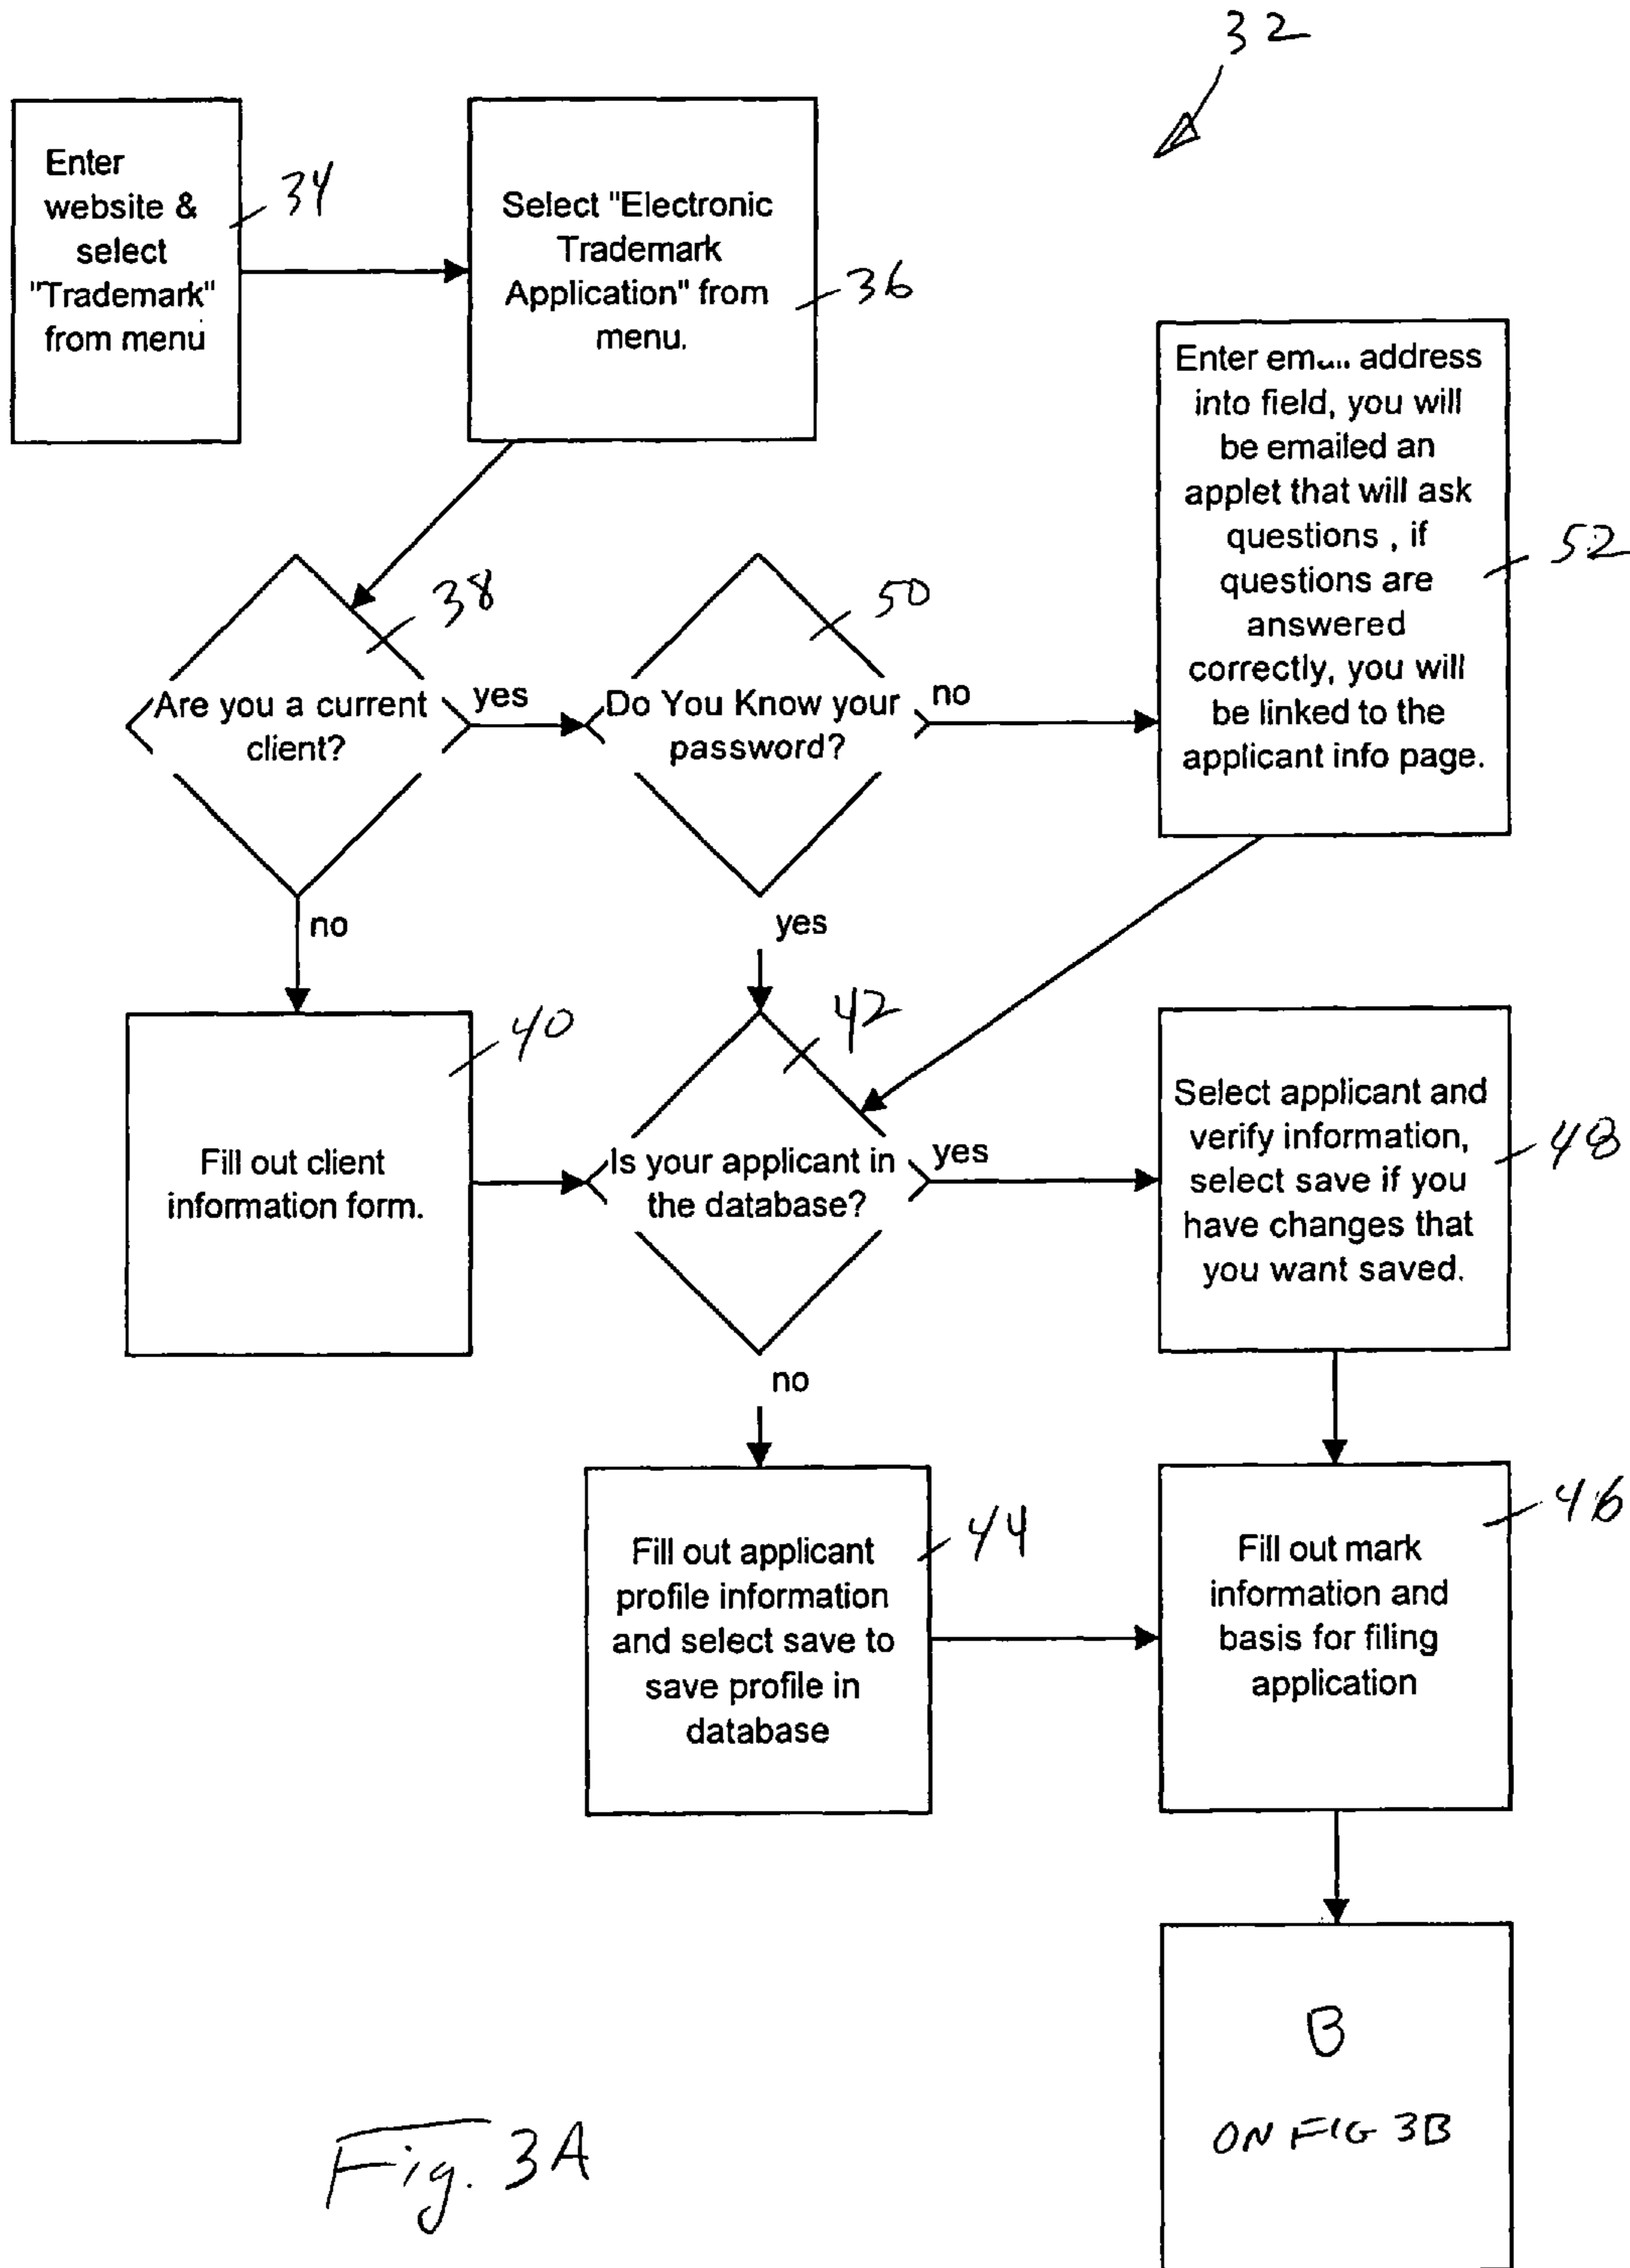 32
Enter
website &
select
"Trademark"
from menu
34
Select "Electronic
Trademark
Application" from
menu.
36
Enter address
into field, you will
be emailed an
applet that will ask
questions , if
questions are
answered
correctly, you will
be linked to the
applicant info page.
52
38
Are you a current
client?
yes
no
50
Do You Know your
password?
no
yes
40
Fill out client
information form.
42
Is your applicant in
the database?
yes
no
Select applicant and
verify information,
select save if you
have changes that
you want saved.
48
Fill out applicant
profile information
and select save to
save profile in
database
44
Fill out mark
information and
basis for filing
application
46
B
ON FIG 3B
Fig. 3A